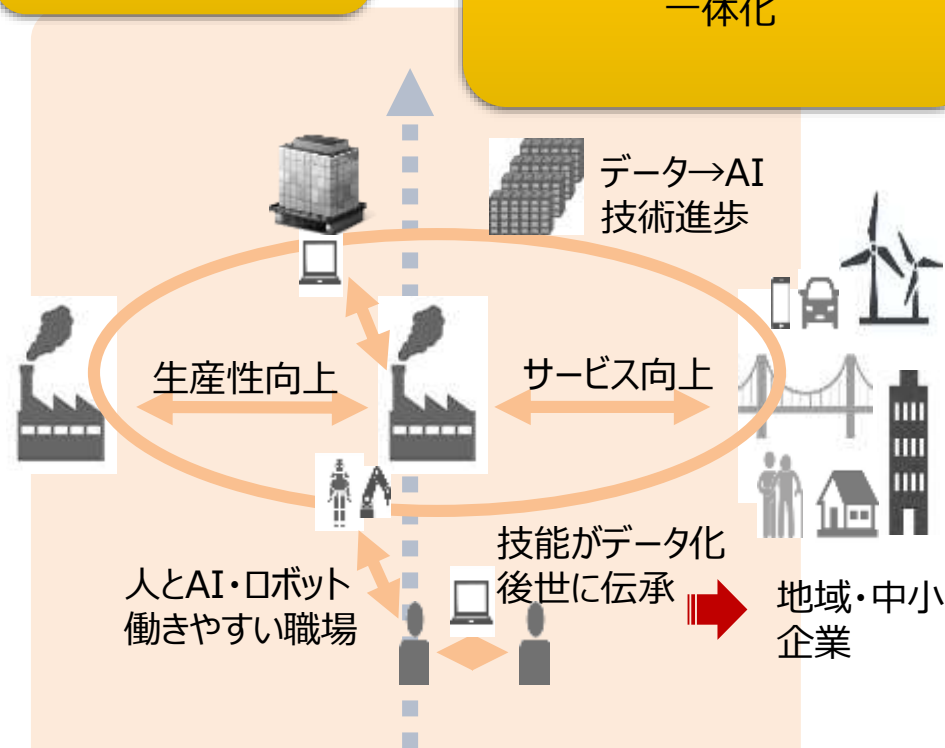 一体化
データ→AI
技術進歩
生産性向上
サービス向上
技能がデータ化
後世に伝承
人とAI・ロボット
働きやすい職場
地域・中小
企業